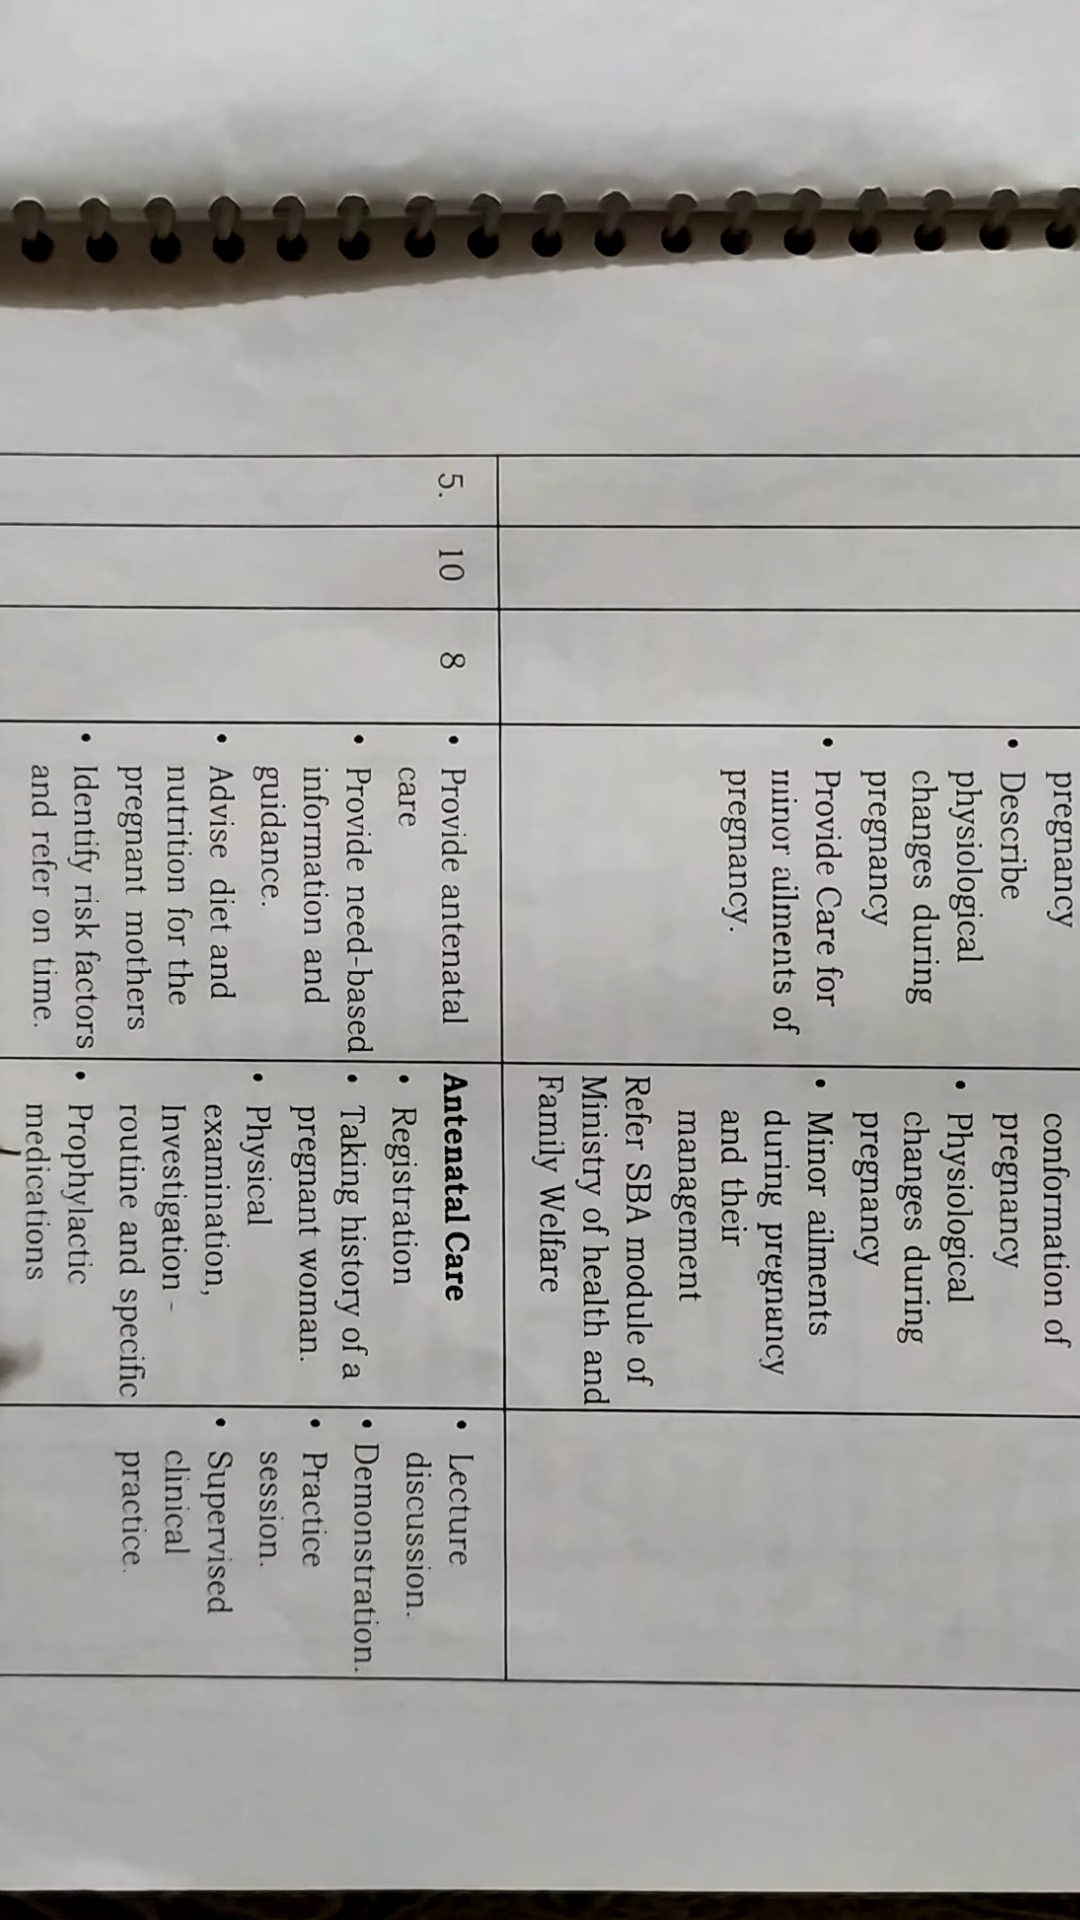 pregnancy
• Describe
physiological
changes during
pregnancy
• Provide Care for
minor ailments of
pregnancy.
conformation of
pregnancy
• Physiological
changes during
pregnancy
• Minor ailments
during pregnancy
and their
management
Refer SBA module of
Ministry of health and
Family Welfare
5.
10
8
• Provide antenatal
care
• Provide need-based
information and
guidance.
• Advise diet and
nutrition for the
pregnant mothers
• Identify risk factors
and refer on time.
Antenatal Care
• Registration
• Taking history of a
pregnant woman.
• Physical
examination,
Investigation -
routine and specific
• Prophylactic
medications
• Lecture
discussion.
• Demonstration.
• Practice
session.
• Supervised
clinical
practice.